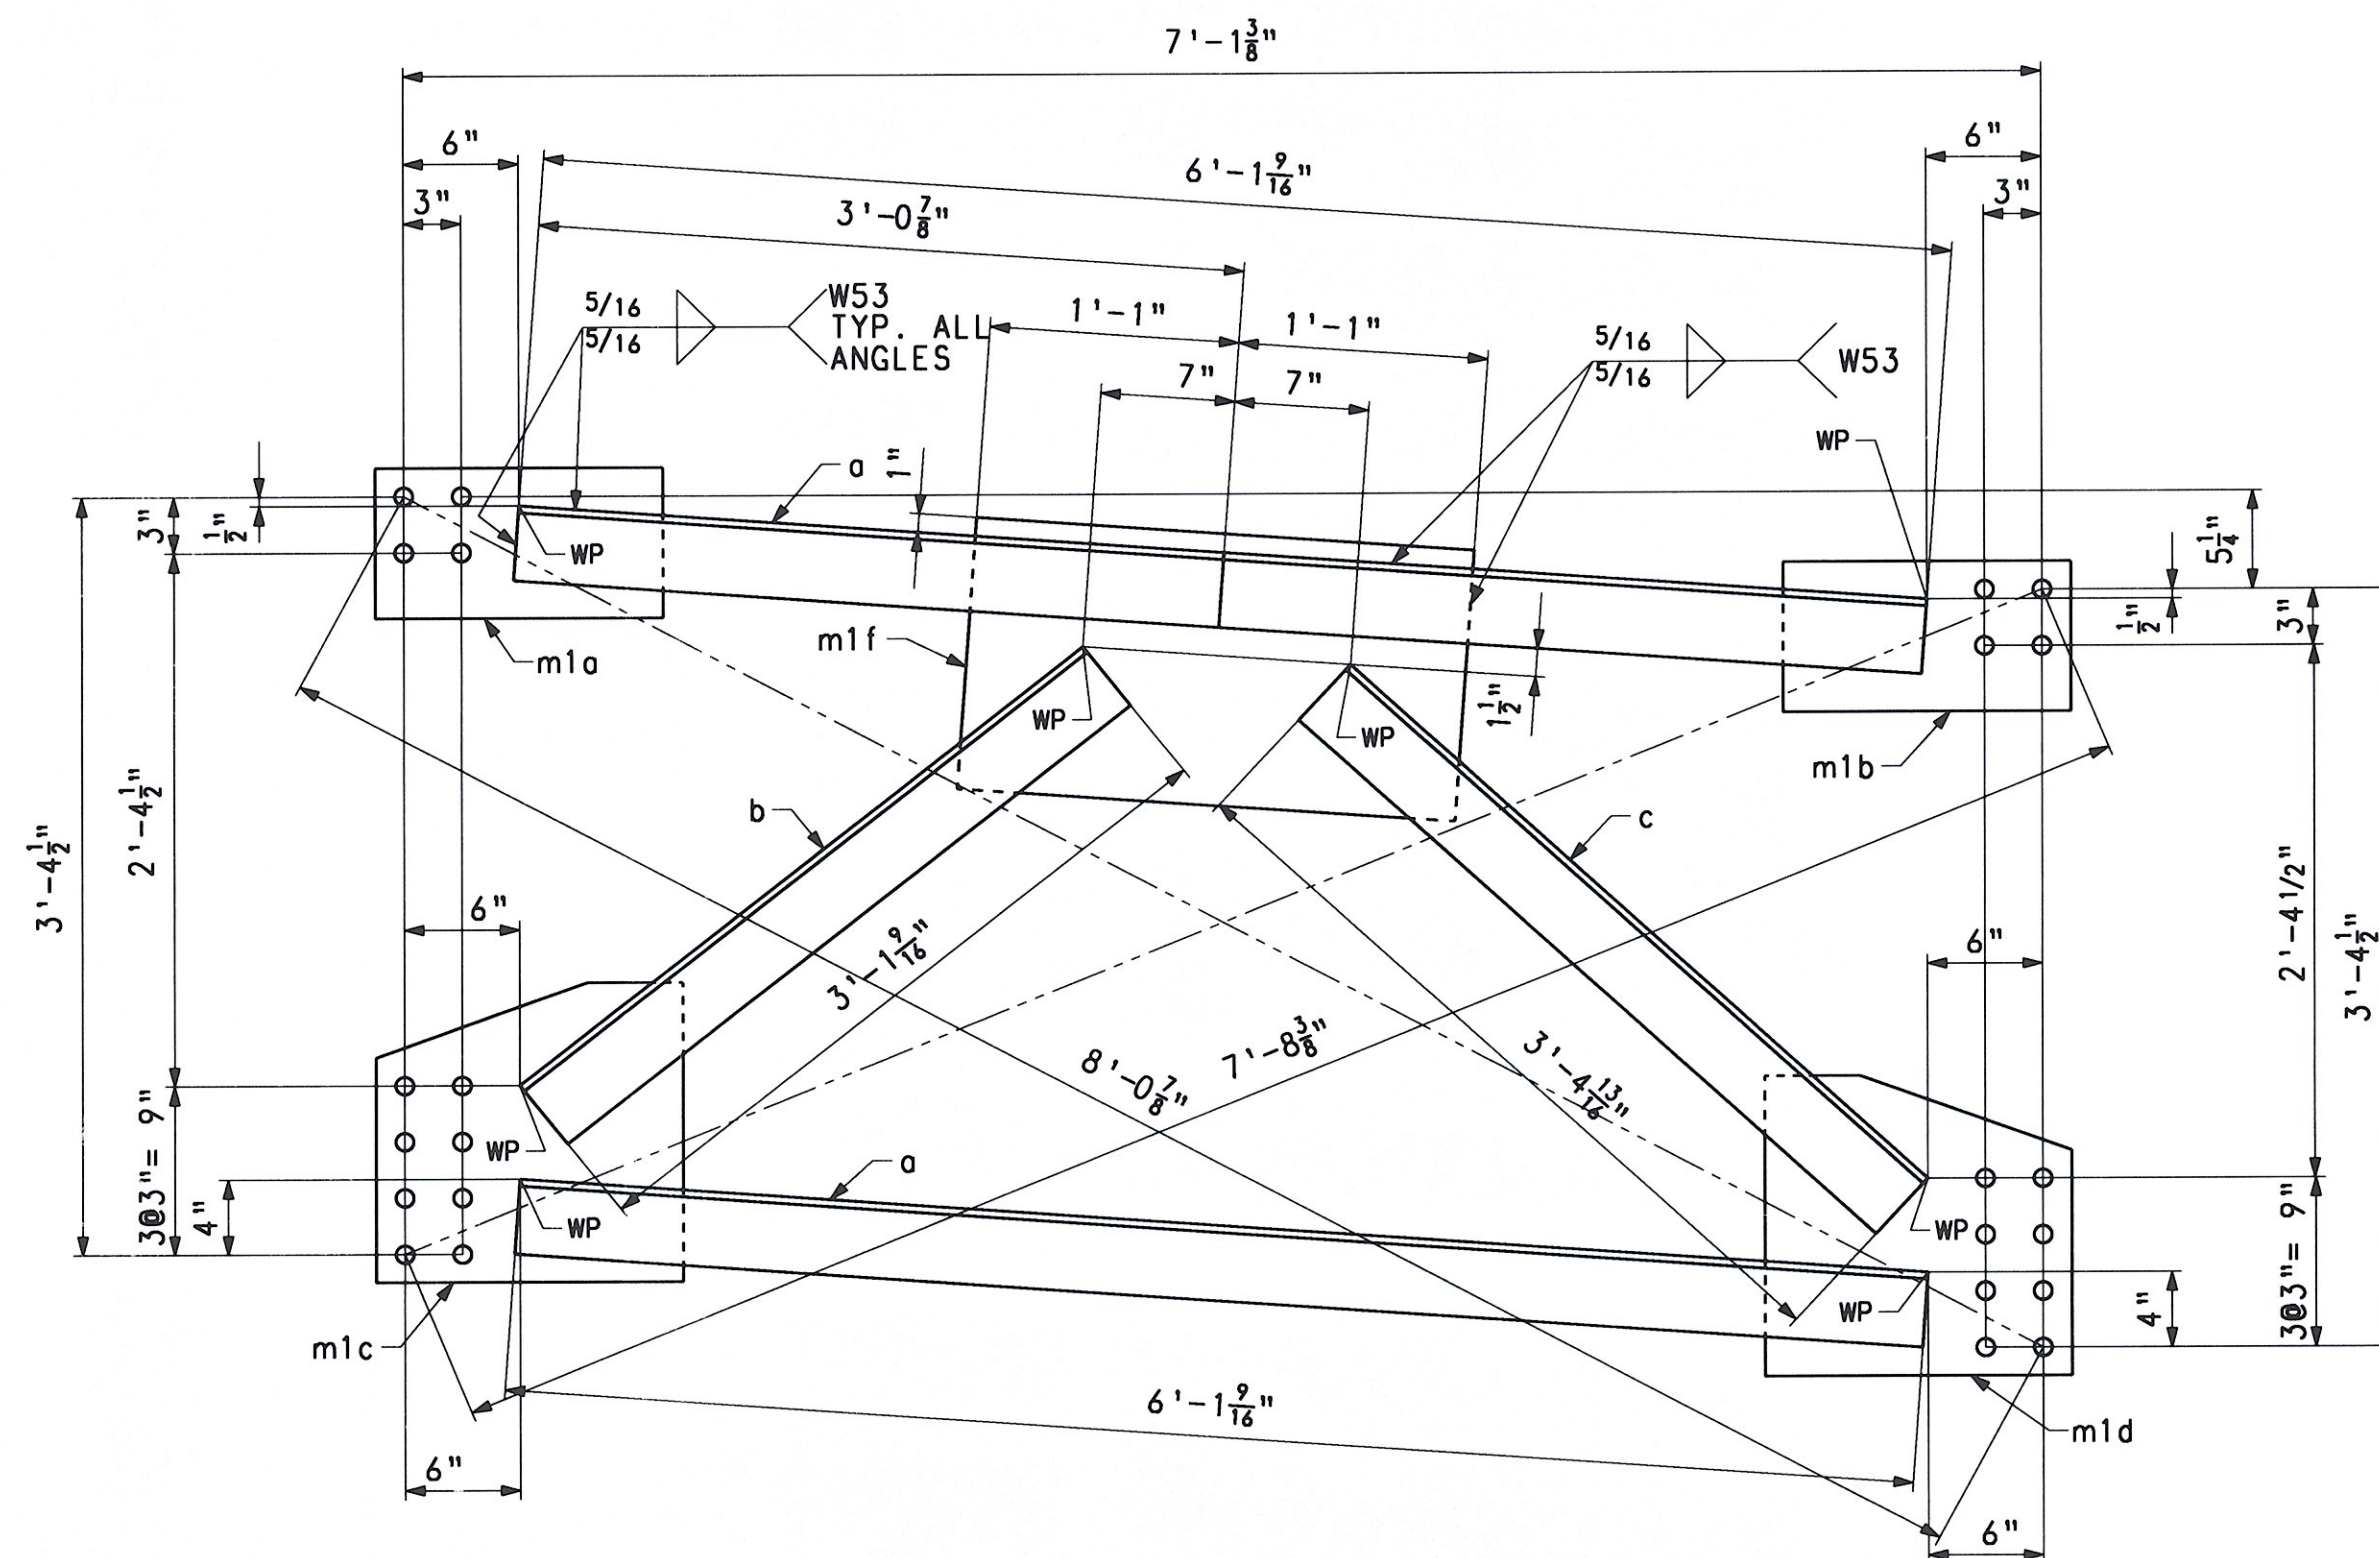 7'-1 3/8"
6"
6"
6'-1 9/16"
3"
3"
3'-0 7/8"
5/16
5/16
W53
TYP. ALL
ANGLES
1'-1"
1'-1"
5/16
5/16
W53
7"
7"
WP
a
1"
3"
1/2"
WP
5 1/4"
1/2"
3"
m1a
m1f
WP
WP
1 1/2"
m1b
b
c
3'-4 1/2"
2'-4 1/2"
6"
6"
2'-4 1/2"
3'-4 1/2"
3'-1 9/16"
8'-0 7/8"
7'-8 3/8"
3'-4 13/16"
3@3"= 9"
4"
WP
a
WP
WP
WP
4"
3@3"= 9"
m1c
m1d
6'-1 9/16"
6"
6"